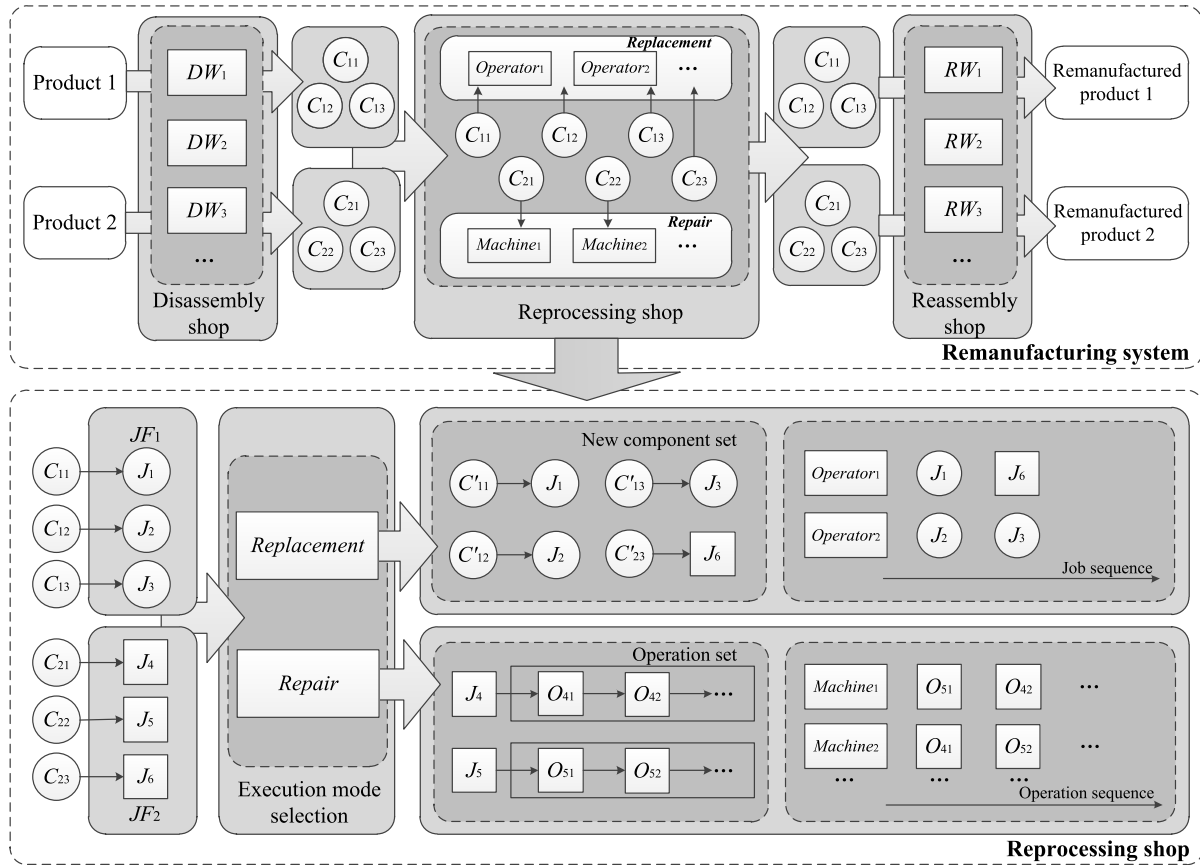 Product 1
DW1
DW2
Product 2
DW3
...
Disassembly
shop
C11
C12
C13
C21
C22
C23
Replacement
Operator1
Operator2
...
C11
C12
C13
C21
C22
C23
Repair
Machine1
Machine2
...
Reprocessing shop
C11
C12
C13
C21
C22
C23
RW1
RW2
RW3
...
Reassembly
shop
Remanufactured
product 1
Remanufactured
product 2
Remanufacturing system
JF1
C11
J1
C12
J2
C13
J3
C21
J4
C22
J5
C23
J6
JF2
Replacement
Repair
Execution mode
selection
New component set
C'11
J1
C'13
J3
C'12
J2
C'23
J6
Operator1
J1
J6
Operator2
J2
J3
Job sequence
Operation set
J4
O41
O42
...
J5
O51
O52
...
Machine1
O51
O42
...
Machine2
O41
O52
...
...
...
...
Operation sequence
Reprocessing shop